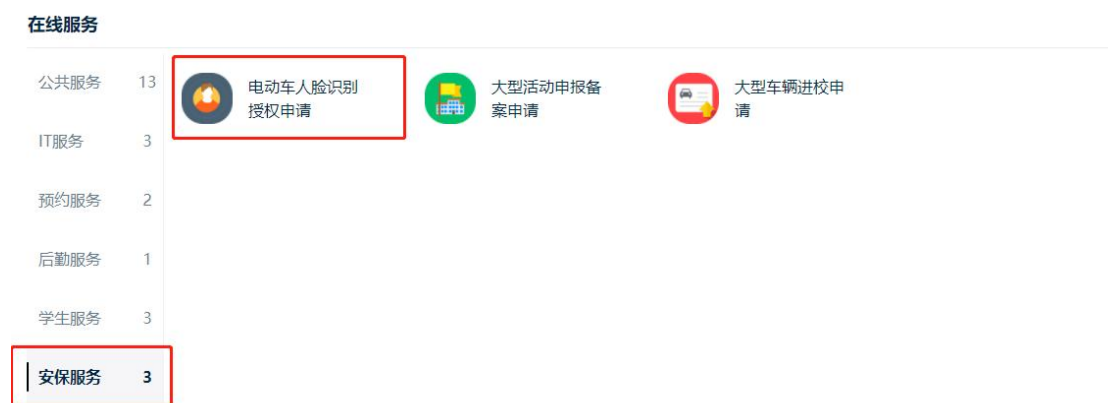 在线服务
公共服务 13
电动车人脸识别
授权申请
大型活动申报备
案申请
大型车辆进校申
请
IT服务 3
预约服务 2
后勤服务 1
学生服务 3
安保服务 3